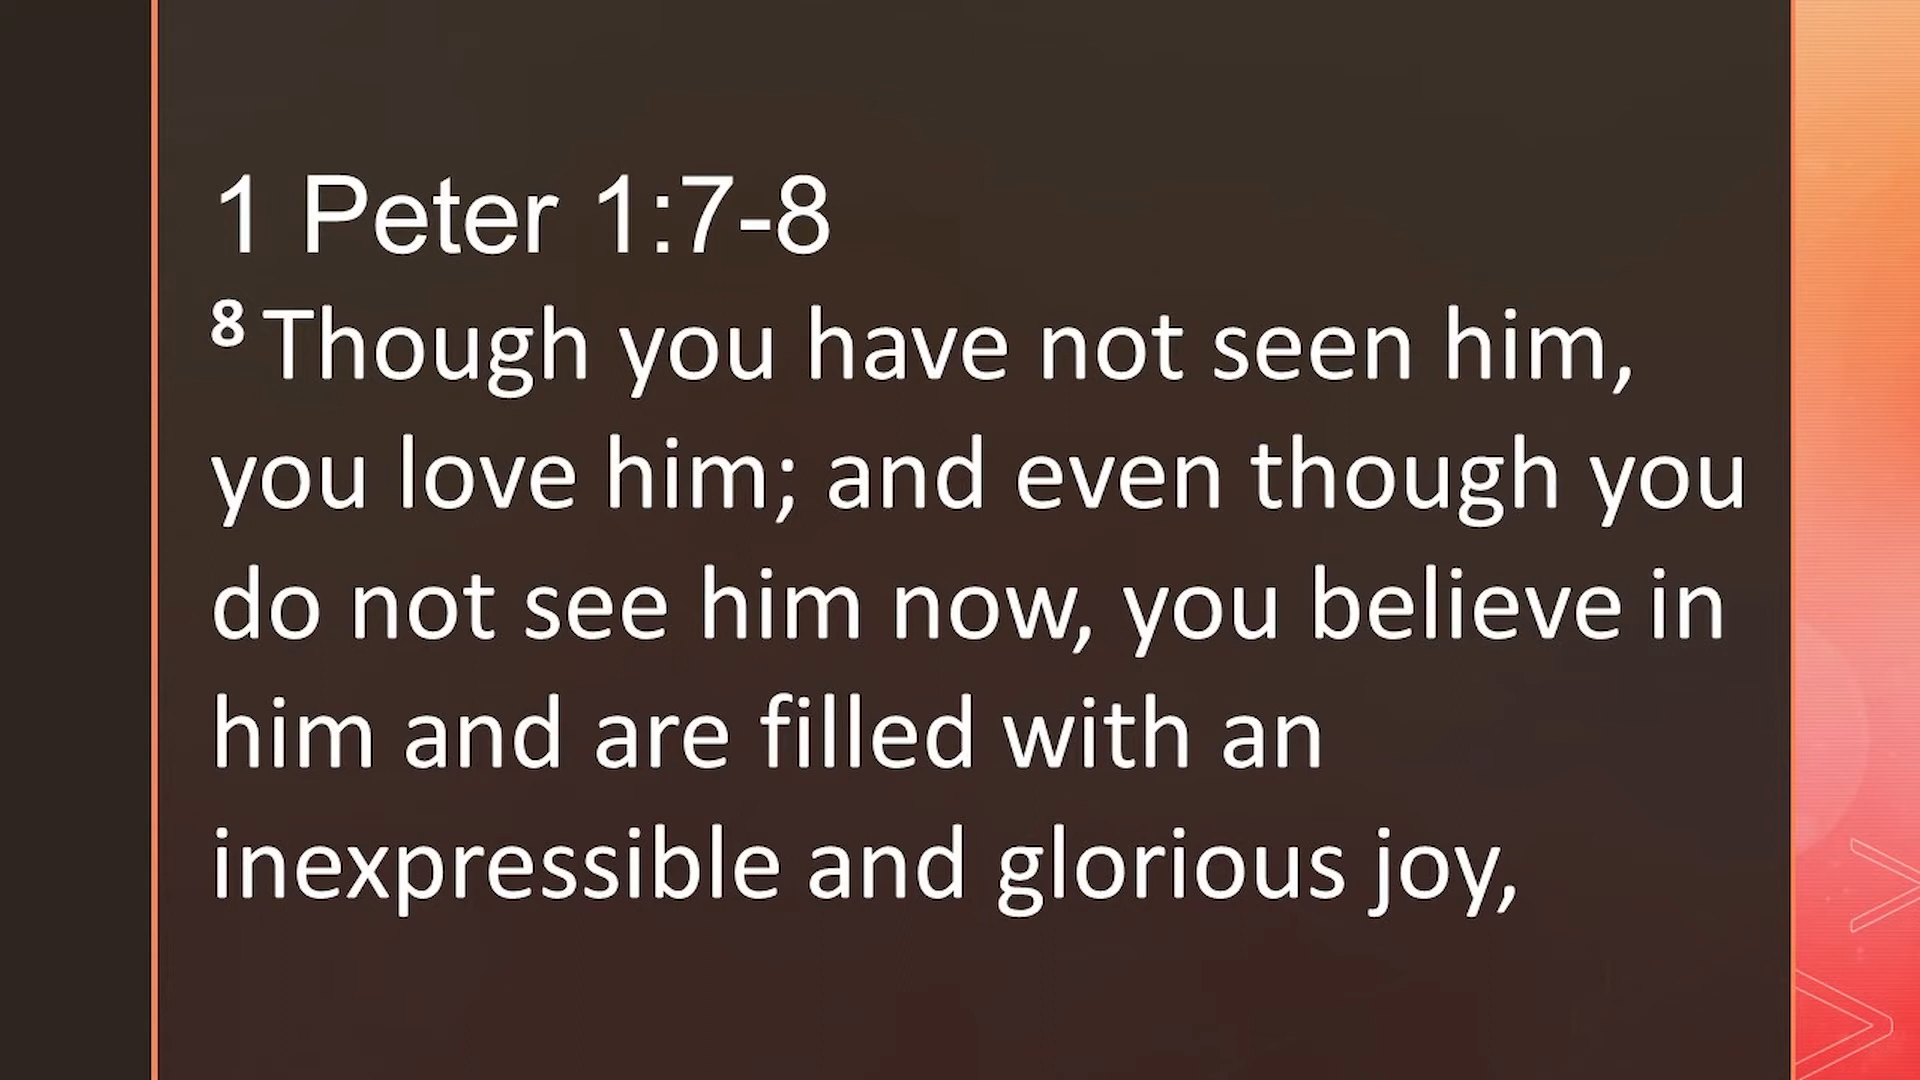 1 Peter 1:7-8
8 Though you have not seen him,
you love him; and even though you
do not see him now, you believe in
him and are filled with an
inexpressible and glorious joy,